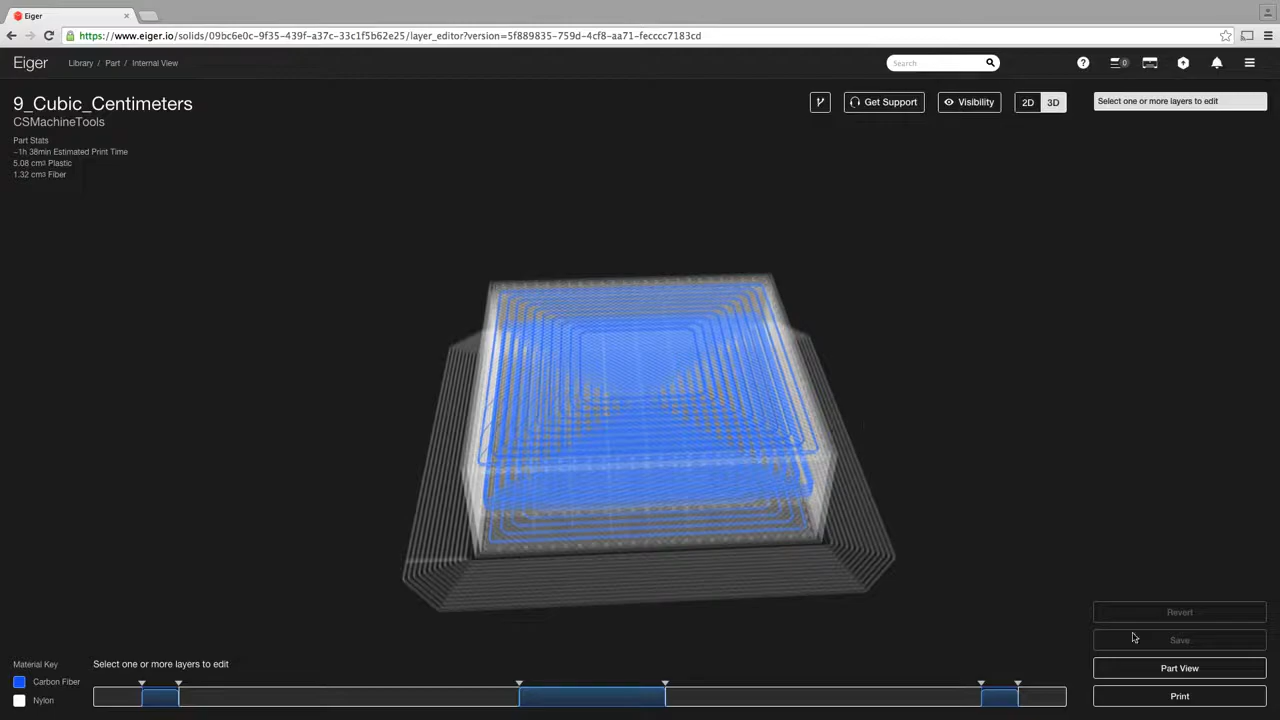 Eiger
https://www.eiger.io/solids/09bc6e0c-9f35-439f-a37c-33c1f5b62e25/layer_editor?version=5f889835-759d-4cf8-aa71-fecccc7183cd
Eiger
Library / Part / Internal View
Search
0
9_Cubic_Centimeters
CSMachineTools
Get Support
Visibility
2D
3D
Select one or more layers to edit
Part Stats
~1h 38min Estimated Print Time
5.08 cm3 Plastic
1.32 cm3 Fiber
Revert
Save
Part View
Print
Material Key
Carbon Fiber
Nylon
Select one or more layers to edit